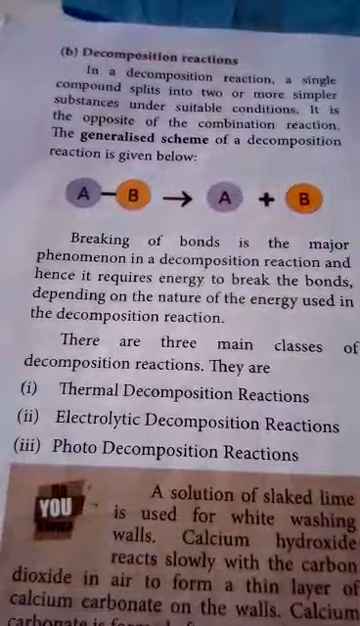 (b) Decomposition reactions
In a decomposition reaction, a single
compound splits into two or more simpler
substances under suitable conditions. It is
the opposite of the combination reaction.
The generalised scheme of a decomposition
reaction is given below:
A – B → A + B
Breaking of bonds is the major
phenomenon in a decomposition reaction and
hence it requires energy to break the bonds,
depending on the nature of the energy used in
the decomposition reaction.
There are three main classes of
decomposition reactions. They are
(i) Thermal Decomposition Reactions
(ii) Electrolytic Decomposition Reactions
(iii) Photo Decomposition Reactions
YOU
A solution of slaked lime
is used for white washing
walls. Calcium hydroxide
reacts slowly with the carbon
dioxide in air to form a thin layer of
calcium carbonate on the walls. Calcium
carbonate is